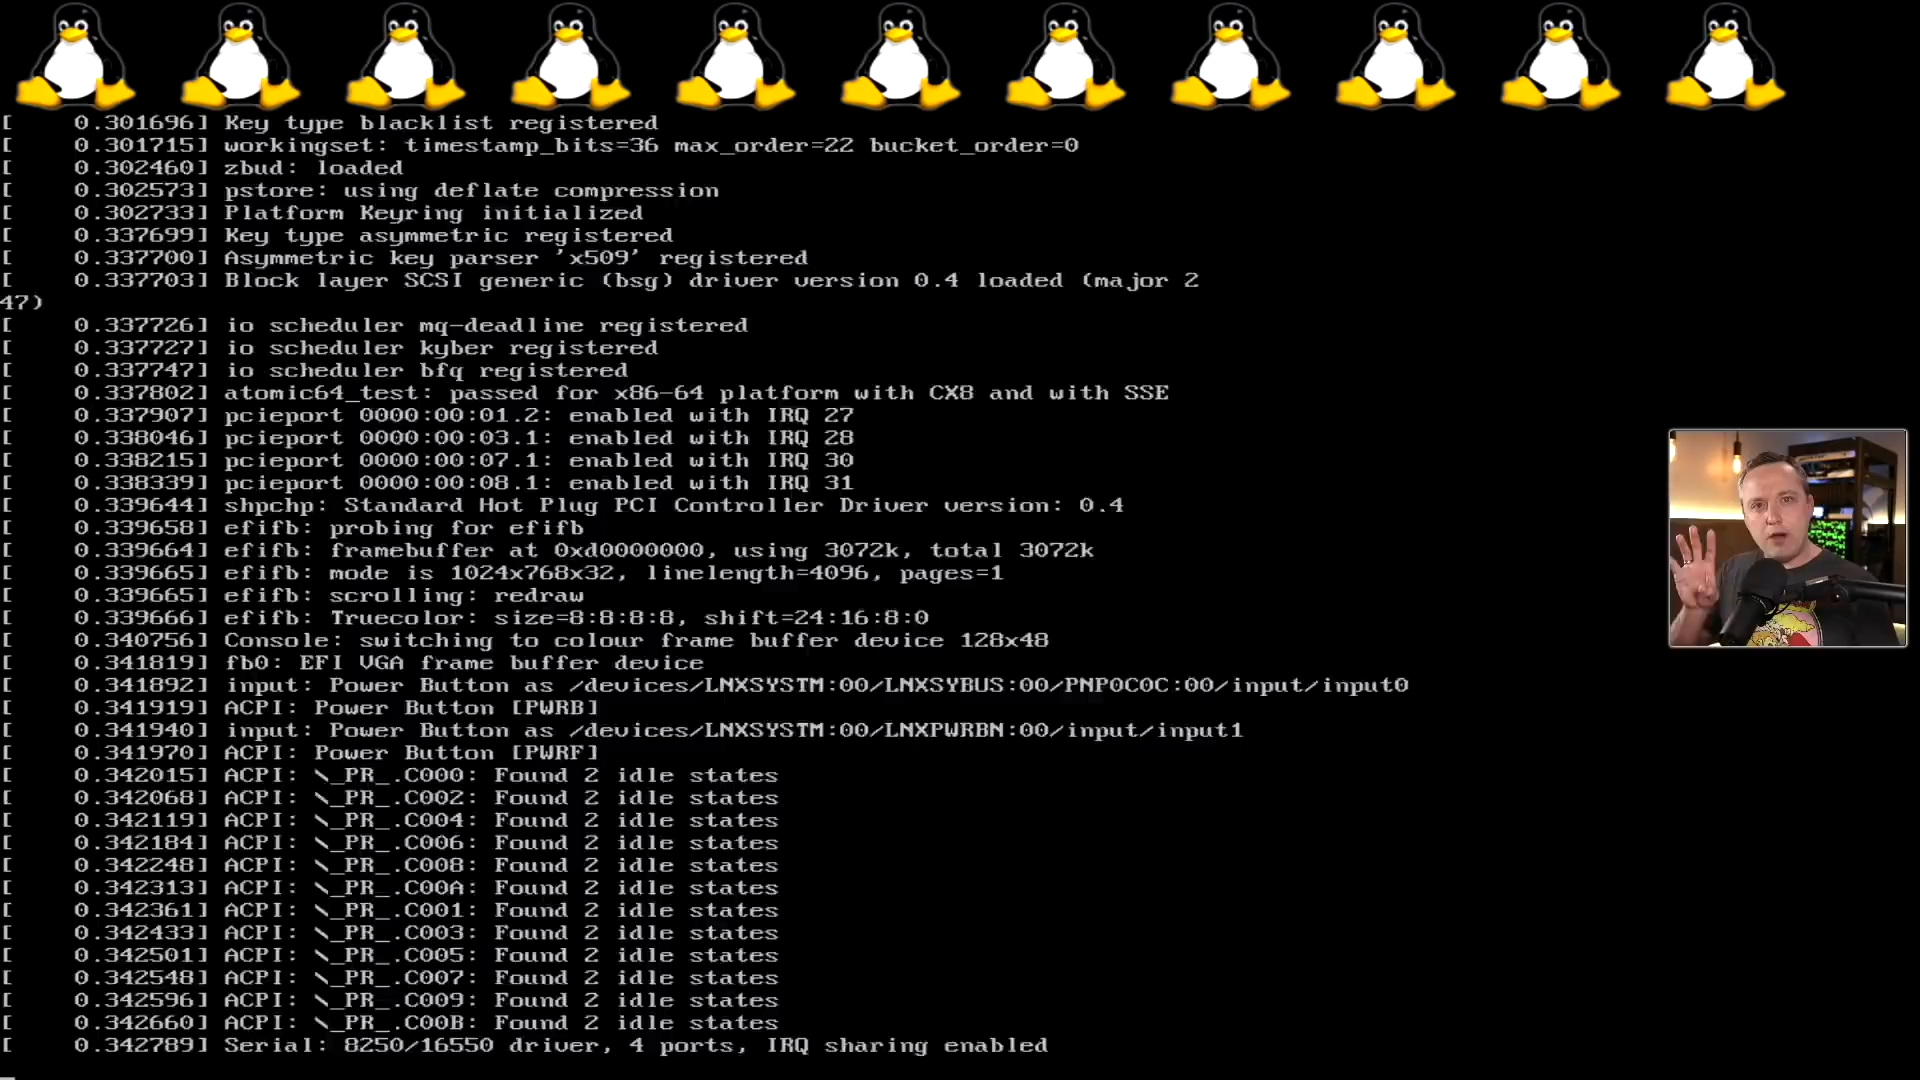 [    0.301696] Key type blacklist registered
[    0.301715] workingset: timestamp_bits=36 max_order=22 bucket_order=0
[    0.302460] zbud: loaded
[    0.302573] pstore: using deflate compression
[    0.302733] Platform Keyring initialized
[    0.337699] Key type asymmetric registered
[    0.337700] Asymmetric key parser 'x509' registered
[    0.337703] Block layer SCSI generic (bsg) driver version 0.4 loaded (major 2
47)
[    0.337726] io scheduler mq-deadline registered
[    0.337727] io scheduler kyber registered
[    0.337747] io scheduler bfq registered
[    0.337802] atomic64_test: passed for x86-64 platform with CX8 and with SSE
[    0.337907] pcieport 0000:00:01.2: enabled with IRQ 27
[    0.338046] pcieport 0000:00:03.1: enabled with IRQ 28
[    0.338215] pcieport 0000:00:07.1: enabled with IRQ 30
[    0.338339] pcieport 0000:00:08.1: enabled with IRQ 31
[    0.339644] shpchp: Standard Hot Plug PCI Controller Driver version: 0.4
[    0.339658] efifb: probing for efifb
[    0.339664] efifb: framebuffer at 0xd0000000, using 3072k, total 3072k
[    0.339665] efifb: mode is 1024x768x32, linelength=4096, pages=1
[    0.339665] efifb: scrolling: redraw
[    0.339666] efifb: Truecolor: size=8:8:8:8, shift=24:16:8:0
[    0.340756] Console: switching to colour frame buffer device 128x48
[    0.341819] fb0: EFI VGA frame buffer device
[    0.341892] input: Power Button as /devices/LNXSYSTM:00/LNXSYBUS:00/PNP0C0C:00/input/input0
[    0.341919] ACPI: Power Button [PWRB]
[    0.341940] input: Power Button as /devices/LNXSYSTM:00/LNXPWRBN:00/input/input1
[    0.341970] ACPI: Power Button [PWRF]
[    0.342015] ACPI: \_PR_.C000: Found 2 idle states
[    0.342068] ACPI: \_PR_.C002: Found 2 idle states
[    0.342119] ACPI: \_PR_.C004: Found 2 idle states
[    0.342184] ACPI: \_PR_.C006: Found 2 idle states
[    0.342248] ACPI: \_PR_.C008: Found 2 idle states
[    0.342313] ACPI: \_PR_.C00A: Found 2 idle states
[    0.342361] ACPI: \_PR_.C001: Found 2 idle states
[    0.342433] ACPI: \_PR_.C003: Found 2 idle states
[    0.342501] ACPI: \_PR_.C005: Found 2 idle states
[    0.342548] ACPI: \_PR_.C007: Found 2 idle states
[    0.342596] ACPI: \_PR_.C009: Found 2 idle states
[    0.342660] ACPI: \_PR_.C00B: Found 2 idle states
[    0.342789] Serial: 8250/16550 driver, 4 ports, IRQ sharing enabled